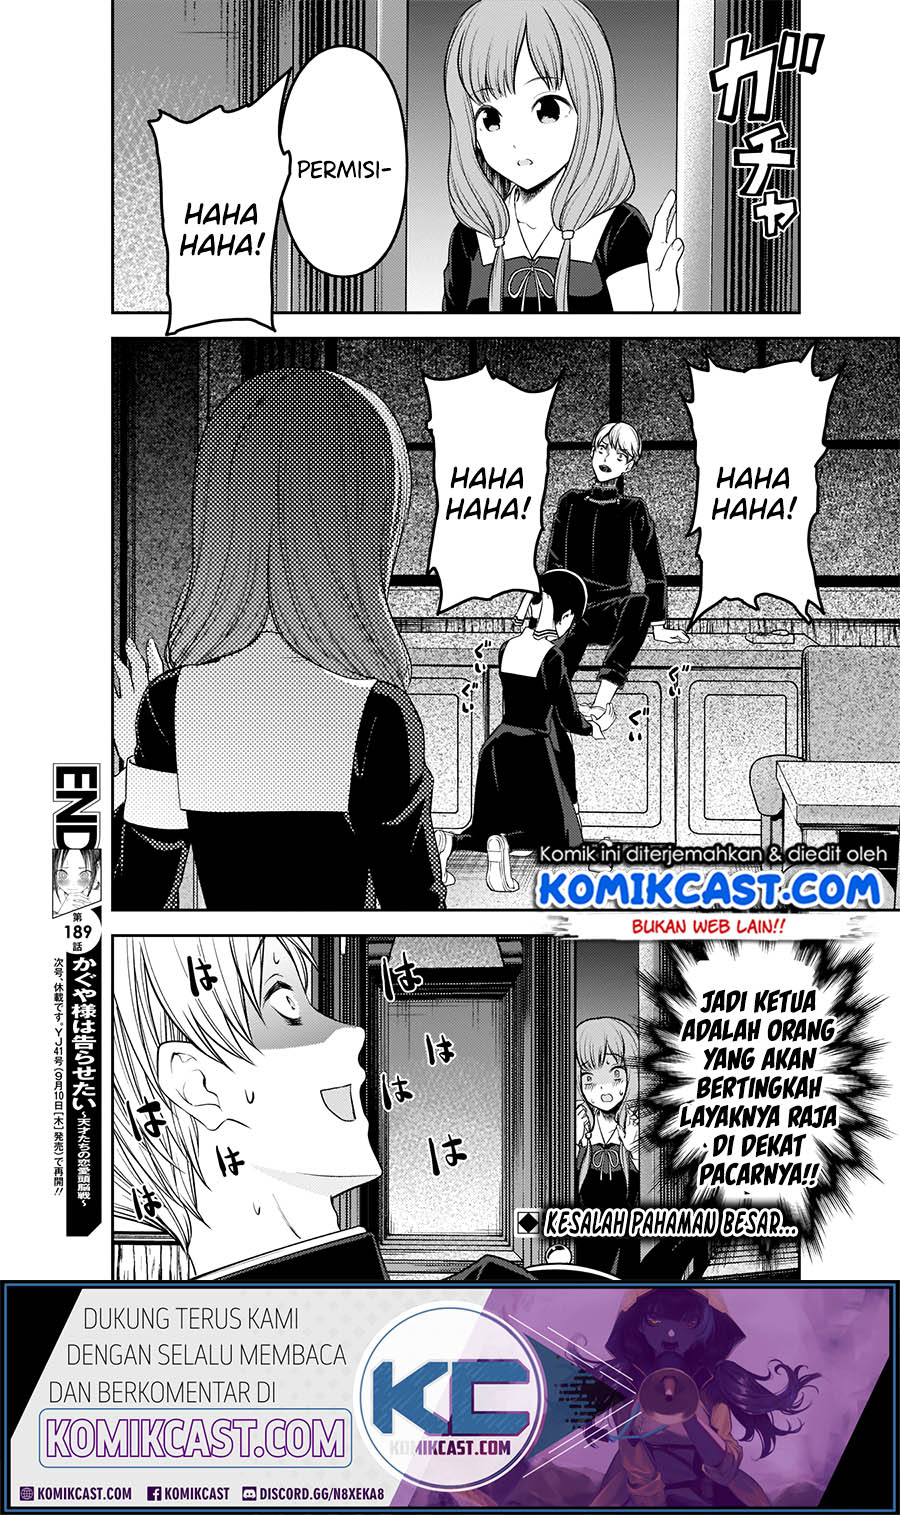 ガチャ
PERMISI-
HAHA
HAHA!
HAHA
HAHA!
HAHA
HAHA!
ぐい
ぐい
ぐい
Komik ini diterjemahkan & diedit oleh
KOMIKCAST.COM
BUKAN WEB LAIN!!
END
第
189
話
かぐや様は告らせたい
~天才たちの恋愛頭脳戦~
次号、休載です。YJ41号(9月10日[木]発売)で再開!!
は
は
は
は
は
は
JADI KETUA
ADALAH ORANG
YANG AKAN
BERTINGKAH
LAYAKNYA RAJA
DI DEKAT
PACARNYA!!
KESALAH PAHAMAN BESAR...
DUKUNG TERUS KAMI
DENGAN SELALU MEMBACA
DAN BERKOMENTAR DI
KOMIKCAST.COM
KC
KOMIKCAST.COM
KOMIKCAST.COM
KOMIKCAST
DISCORD.GG/N8XEKA8